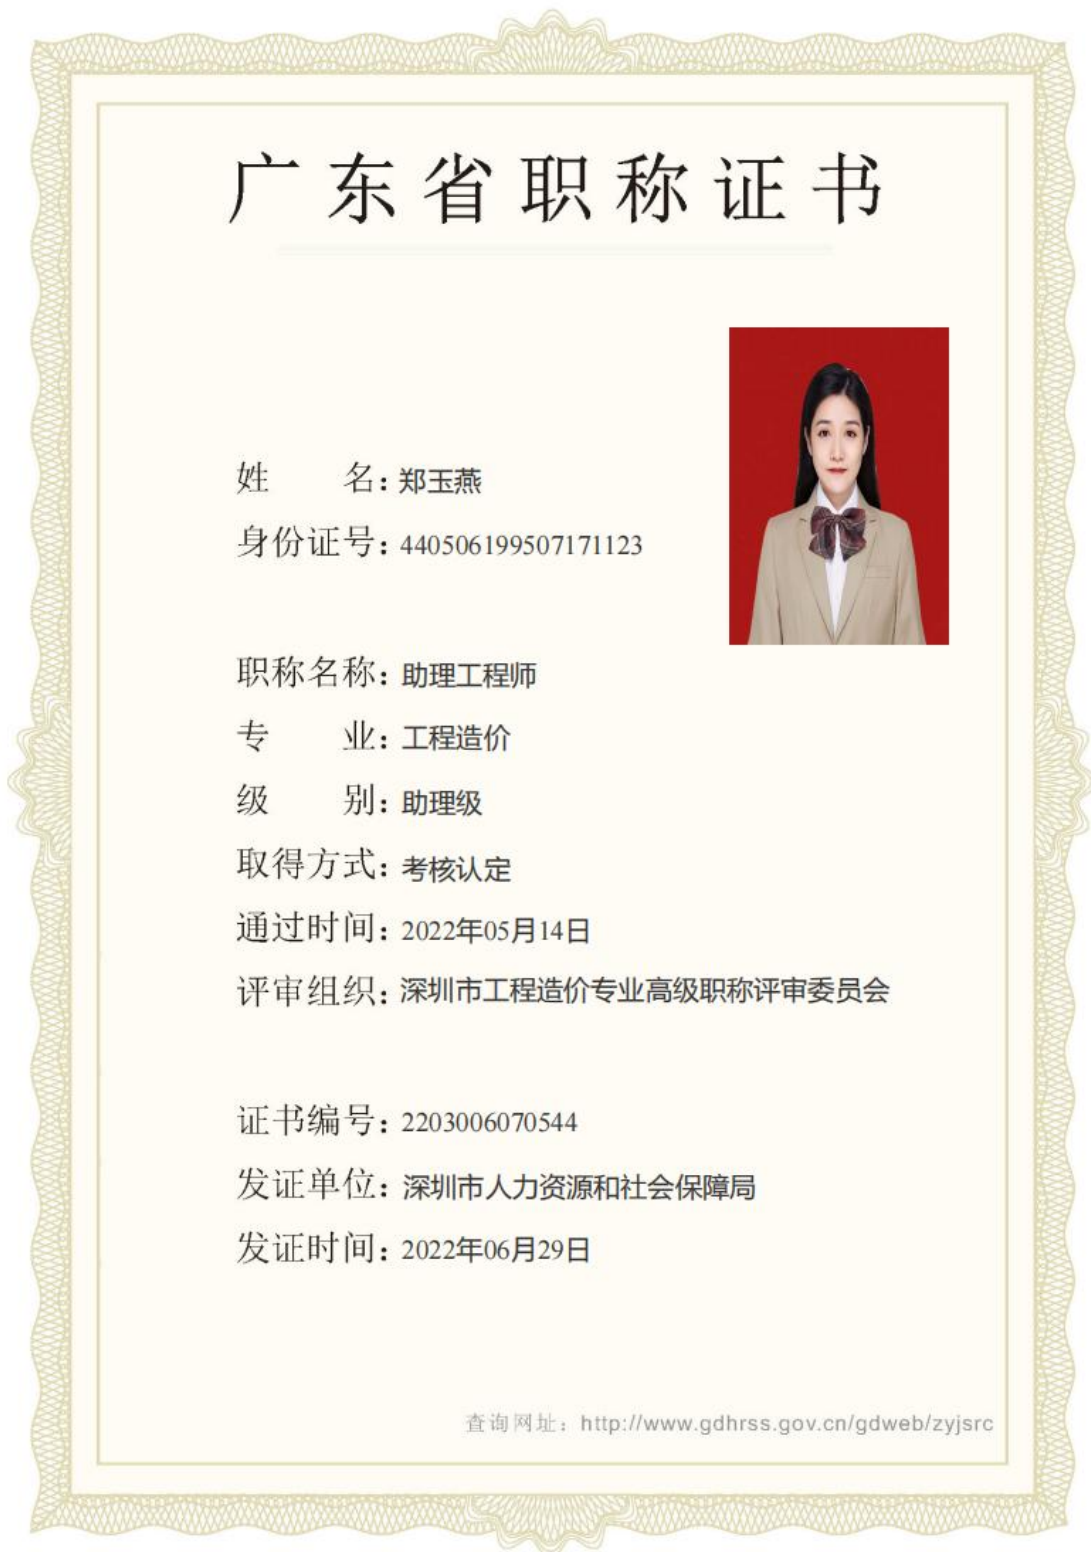 广东省职称证书
姓 名：郑玉燕
身份证号：440506199507171123
职称名称：助理工程师
专 业：工程造价
级 别：助理级
取得方式：考核认定
通过时间：2022年05月14日
评审组织：深圳市工程造价专业高级职称评审委员会
证书编号：2203006070544
发证单位：深圳市人力资源和社会保障局
发证时间：2022年06月29日
查询网址：http://www.gdhrss.gov.cn/gdweb/zyjsrc